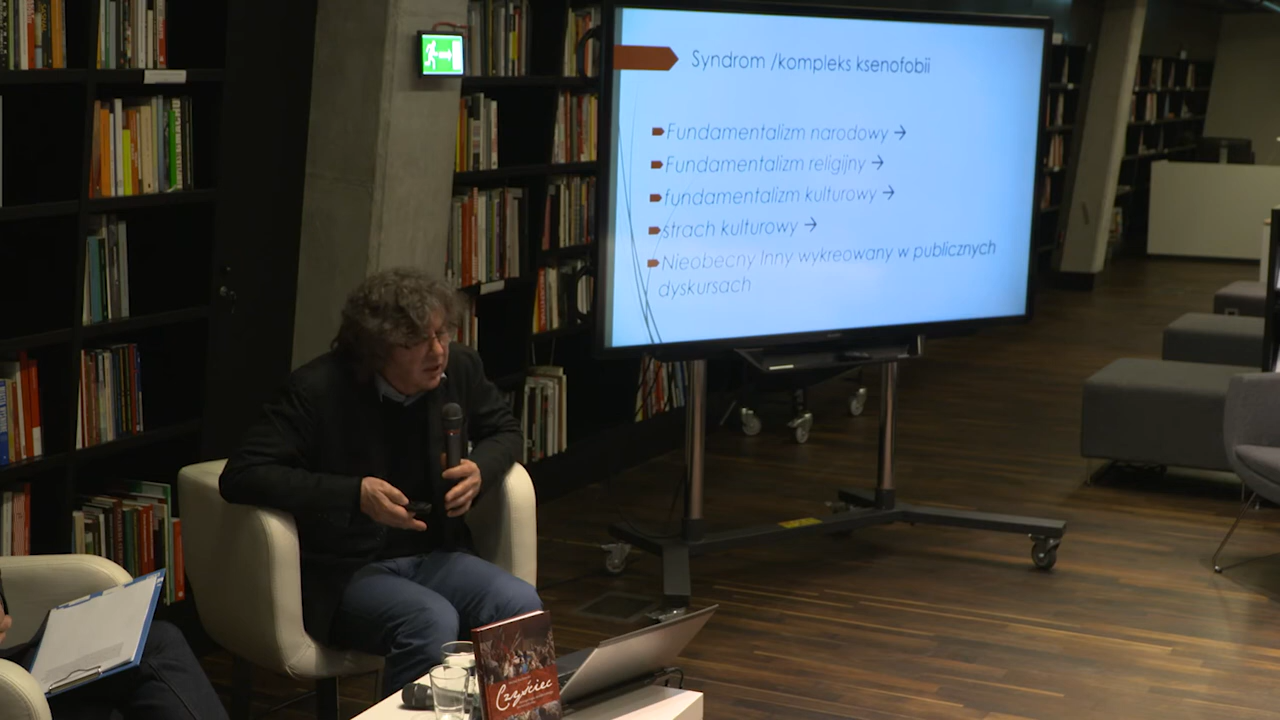 Syndrom /kompleks ksenofobii
Fundamentalizm narodowy →
Fundamentalizm religijny →
fundamentalizm kulturowy →
strach kulturowy →
Nieobecny Inny wykreowany w publicznych
dyskursach
Czyściec